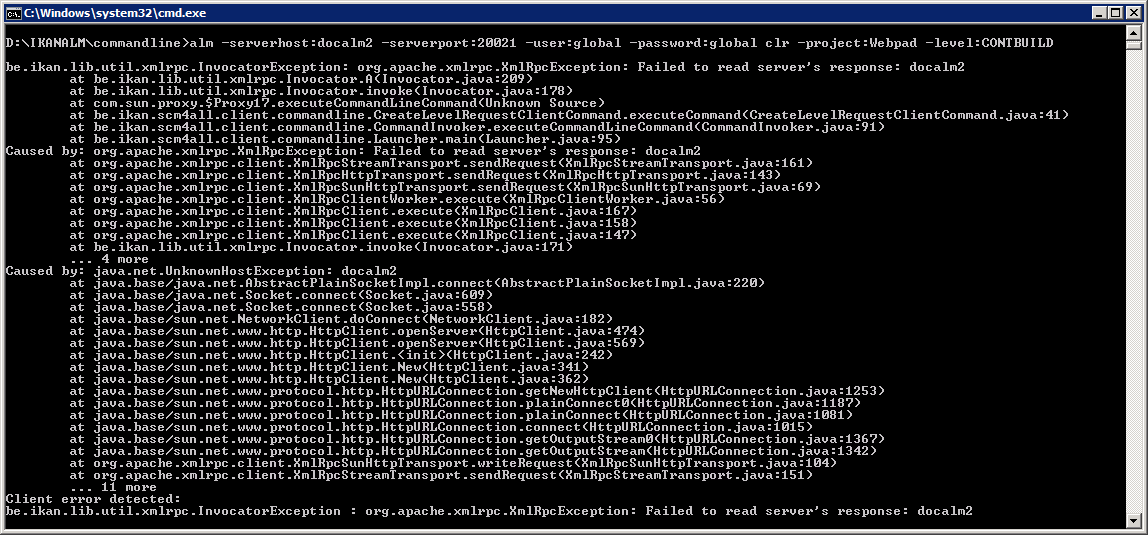 C:\Windows\system32\cmd.exe
D:\IKANALM\commandline>alm -serverhost:docalm2 -serverport:20021 -user:global -password:global clr -project:Webpad -level:CONTBUILD
be.ikan.lib.util.xmlrpc.InvocatorException: org.apache.xmlrpc.XmlRpcException: Failed to read server's response: docalm2
at be.ikan.lib.util.xmlrpc.Invocator.A(Invocator.java:209)
at be.ikan.lib.util.xmlrpc.Invocator.invoke(Invocator.java:178)
at com.sun.proxy.$Proxy17.executeCommandLineCommand(Unknown Source)
at be.ikan.scm4all.client.commandline.CreateLevelRequestClientCommand.executeCommand(CreateLevelRequestClientCommand.java:41)
at be.ikan.scm4all.client.commandline.CommandInvoker.executeCommandLineCommand(CommandInvoker.java:91)
at be.ikan.scm4all.client.commandline.Launcher.main(Launcher.java:95)
Caused by: org.apache.xmlrpc.XmlRpcException: Failed to read server's response: docalm2
at org.apache.xmlrpc.client.XmlRpcStreamTransport.sendRequest(XmlRpcStreamTransport.java:161)
at org.apache.xmlrpc.client.XmlRpcHttpTransport.sendRequest(XmlRpcHttpTransport.java:143)
at org.apache.xmlrpc.client.XmlRpcSunHttpTransport.sendRequest(XmlRpcSunHttpTransport.java:69)
at org.apache.xmlrpc.client.XmlRpcClientWorker.execute(XmlRpcClientWorker.java:56)
at org.apache.xmlrpc.client.XmlRpcClient.execute(XmlRpcClient.java:167)
at org.apache.xmlrpc.client.XmlRpcClient.execute(XmlRpcClient.java:158)
at org.apache.xmlrpc.client.XmlRpcClient.execute(XmlRpcClient.java:147)
at be.ikan.lib.util.xmlrpc.Invocator.invoke(Invocator.java:171)
... 4 more
Caused by: java.net.UnknownHostException: docalm2
at java.base/java.net.AbstractPlainSocketImpl.connect(AbstractPlainSocketImpl.java:220)
at java.base/java.net.Socket.connect(Socket.java:609)
at java.base/java.net.Socket.connect(Socket.java:558)
at java.base/sun.net.NetworkClient.doConnect(NetworkClient.java:182)
at java.base/sun.net.www.http.HttpClient.openServer(HttpClient.java:474)
at java.base/sun.net.www.http.HttpClient.openServer(HttpClient.java:569)
at java.base/sun.net.www.http.HttpClient.<init>(HttpClient.java:242)
at java.base/sun.net.www.http.HttpClient.New(HttpClient.java:341)
at java.base/sun.net.www.http.HttpClient.New(HttpClient.java:362)
at java.base/sun.net.www.protocol.http.HttpURLConnection.getNewHttpClient(HttpURLConnection.java:1253)
at java.base/sun.net.www.protocol.http.HttpURLConnection.plainConnect0(HttpURLConnection.java:1187)
at java.base/sun.net.www.protocol.http.HttpURLConnection.plainConnect(HttpURLConnection.java:1081)
at java.base/sun.net.www.protocol.http.HttpURLConnection.connect(HttpURLConnection.java:1015)
at java.base/sun.net.www.protocol.http.HttpURLConnection.getOutputStream0(HttpURLConnection.java:1367)
at java.base/sun.net.www.protocol.http.HttpURLConnection.getOutputStream(HttpURLConnection.java:1342)
at org.apache.xmlrpc.client.XmlRpcSunHttpTransport.writeRequest(XmlRpcSunHttpTransport.java:104)
at org.apache.xmlrpc.client.XmlRpcStreamTransport.sendRequest(XmlRpcStreamTransport.java:151)
... 11 more
Client error detected:
be.ikan.lib.util.xmlrpc.InvocatorException : org.apache.xmlrpc.XmlRpcException: Failed to read server's response: docalm2